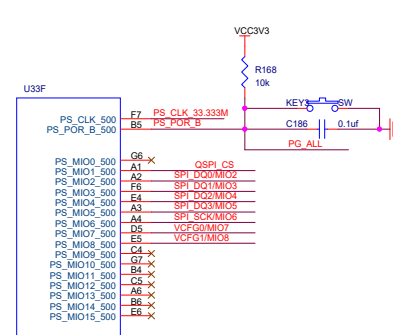 VCC3V3
R168
10k
U33F
KEY3 SW
PS_CLK_500 F7 PS_CLK_33.333M
PS_POR_B_500 B5 PS_POR_B
C186 0.1uf
PG_ALL
PS_MIO0_500 G6
PS_MIO1_500 A1 QSPI_CS
PS_MIO2_500 A2 SPI_DQ0/MIO2
PS_MIO3_500 F6 SPI_DQ1/MIO3
PS_MIO4_500 E4 SPI_DQ2/MIO4
PS_MIO5_500 A3 SPI_DQ3/MIO5
PS_MIO6_500 A4 SPI_SCK/MIO6
PS_MIO7_500 D5 VCFG0/MIO7
PS_MIO8_500 E5 VCFG1/MIO8
PS_MIO9_500 C4
PS_MIO10_500 G7
PS_MIO11_500 B4
PS_MIO12_500 C5
PS_MIO13_500 A6
PS_MIO14_500 B6
PS_MIO15_500 E6